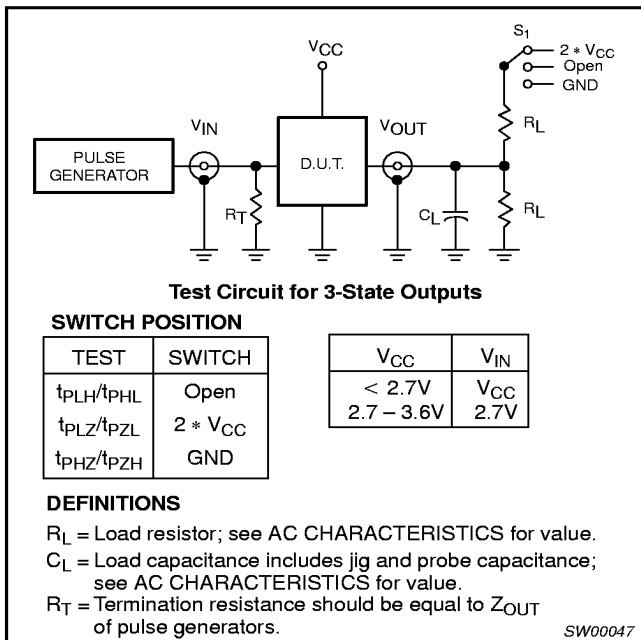 S1
2 * VCC
Open
GND
VCC
RL
VIN
VOUT
PULSE
GENERATOR
D.U.T.
RT
CL
RL
Test Circuit for 3-State Outputs
SWITCH POSITION
TEST SWITCH
tPLH/tPHL Open
tPLZ/tPZL 2 * VCC
tPHZ/tPZH GND
VCC VIN
< 2.7V VCC
2.7 – 3.6V 2.7V
DEFINITIONS
RL = Load resistor; see AC CHARACTERISTICS for value.
CL = Load capacitance includes jig and probe capacitance;
see AC CHARACTERISTICS for value.
RT = Termination resistance should be equal to ZOUT
of pulse generators.
SW00047